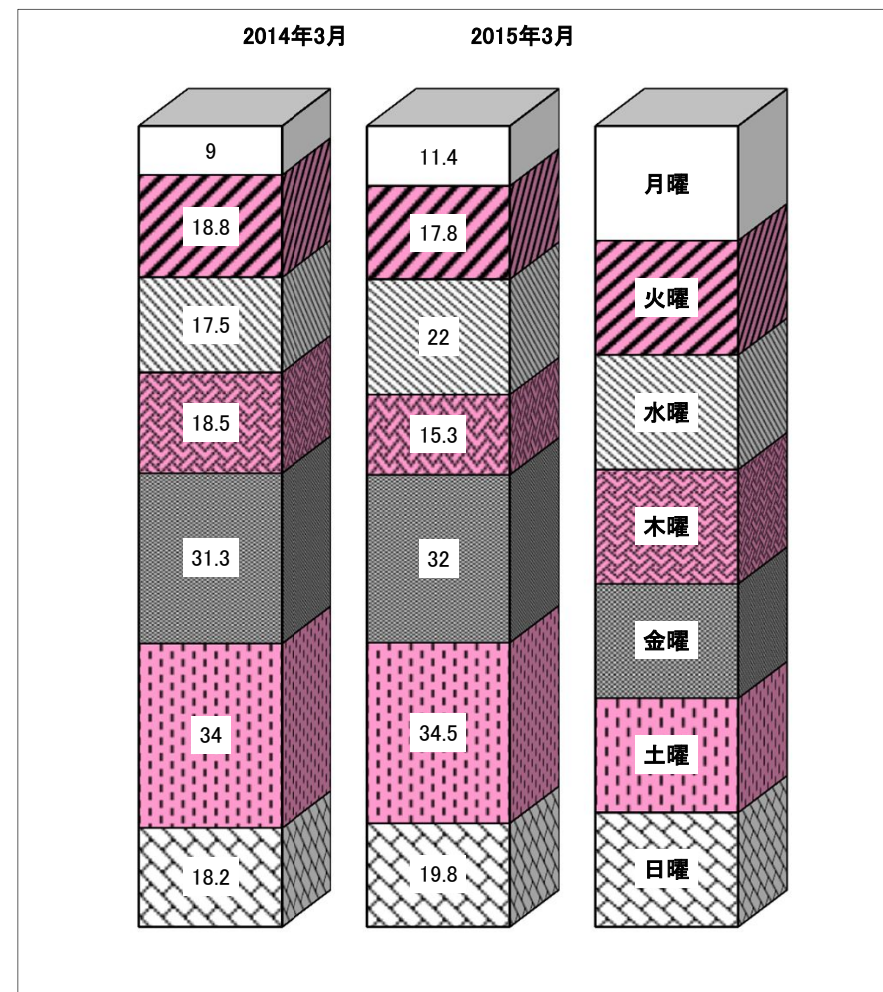 2014年3月 2015年3月
9 11.4 月曜
18.8 17.8 火曜
17.5 22 水曜
18.5 15.3 木曜
31.3 32 金曜
34 34.5 土曜
18.2 19.8 日曜